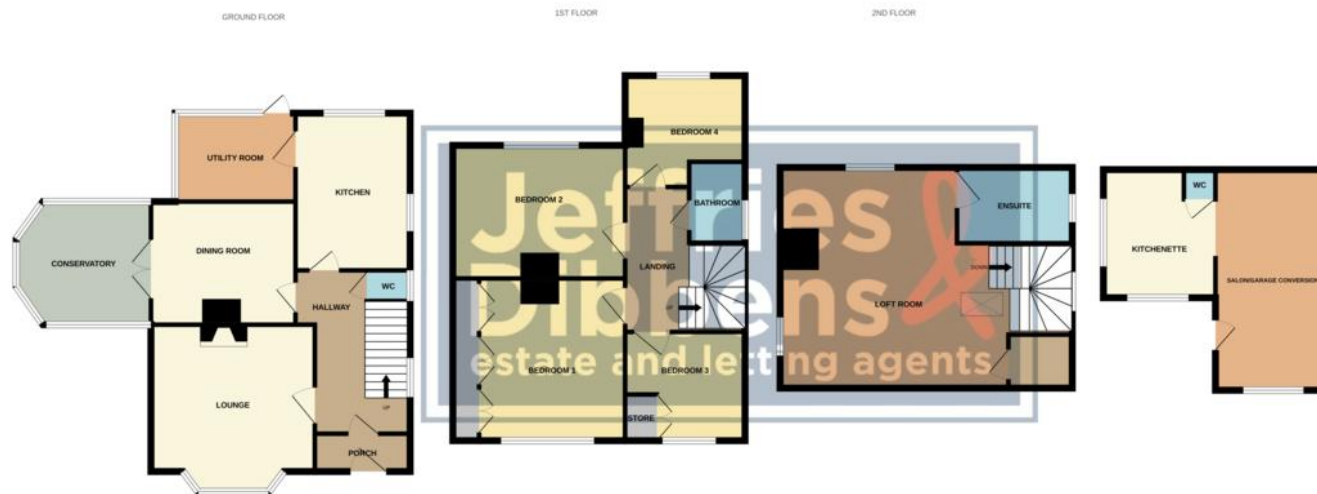 GROUND FLOOR
1ST FLOOR
2ND FLOOR
UTILITY ROOM
KITCHEN
CONSERVATORY
DINING ROOM
HALLWAY
WC
LOUNGE
UP
PORCH
BEDROOM 4
BEDROOM 2
BATHROOM
LANDING
BEDROOM 1
BEDROOM 3
STORE
ENSUITE
DOWN
LOFT ROOM
WC
KITCHENETTE
SALON/GARAGE CONVERSION
Jeffries
Dibbens &
estate and letting agents